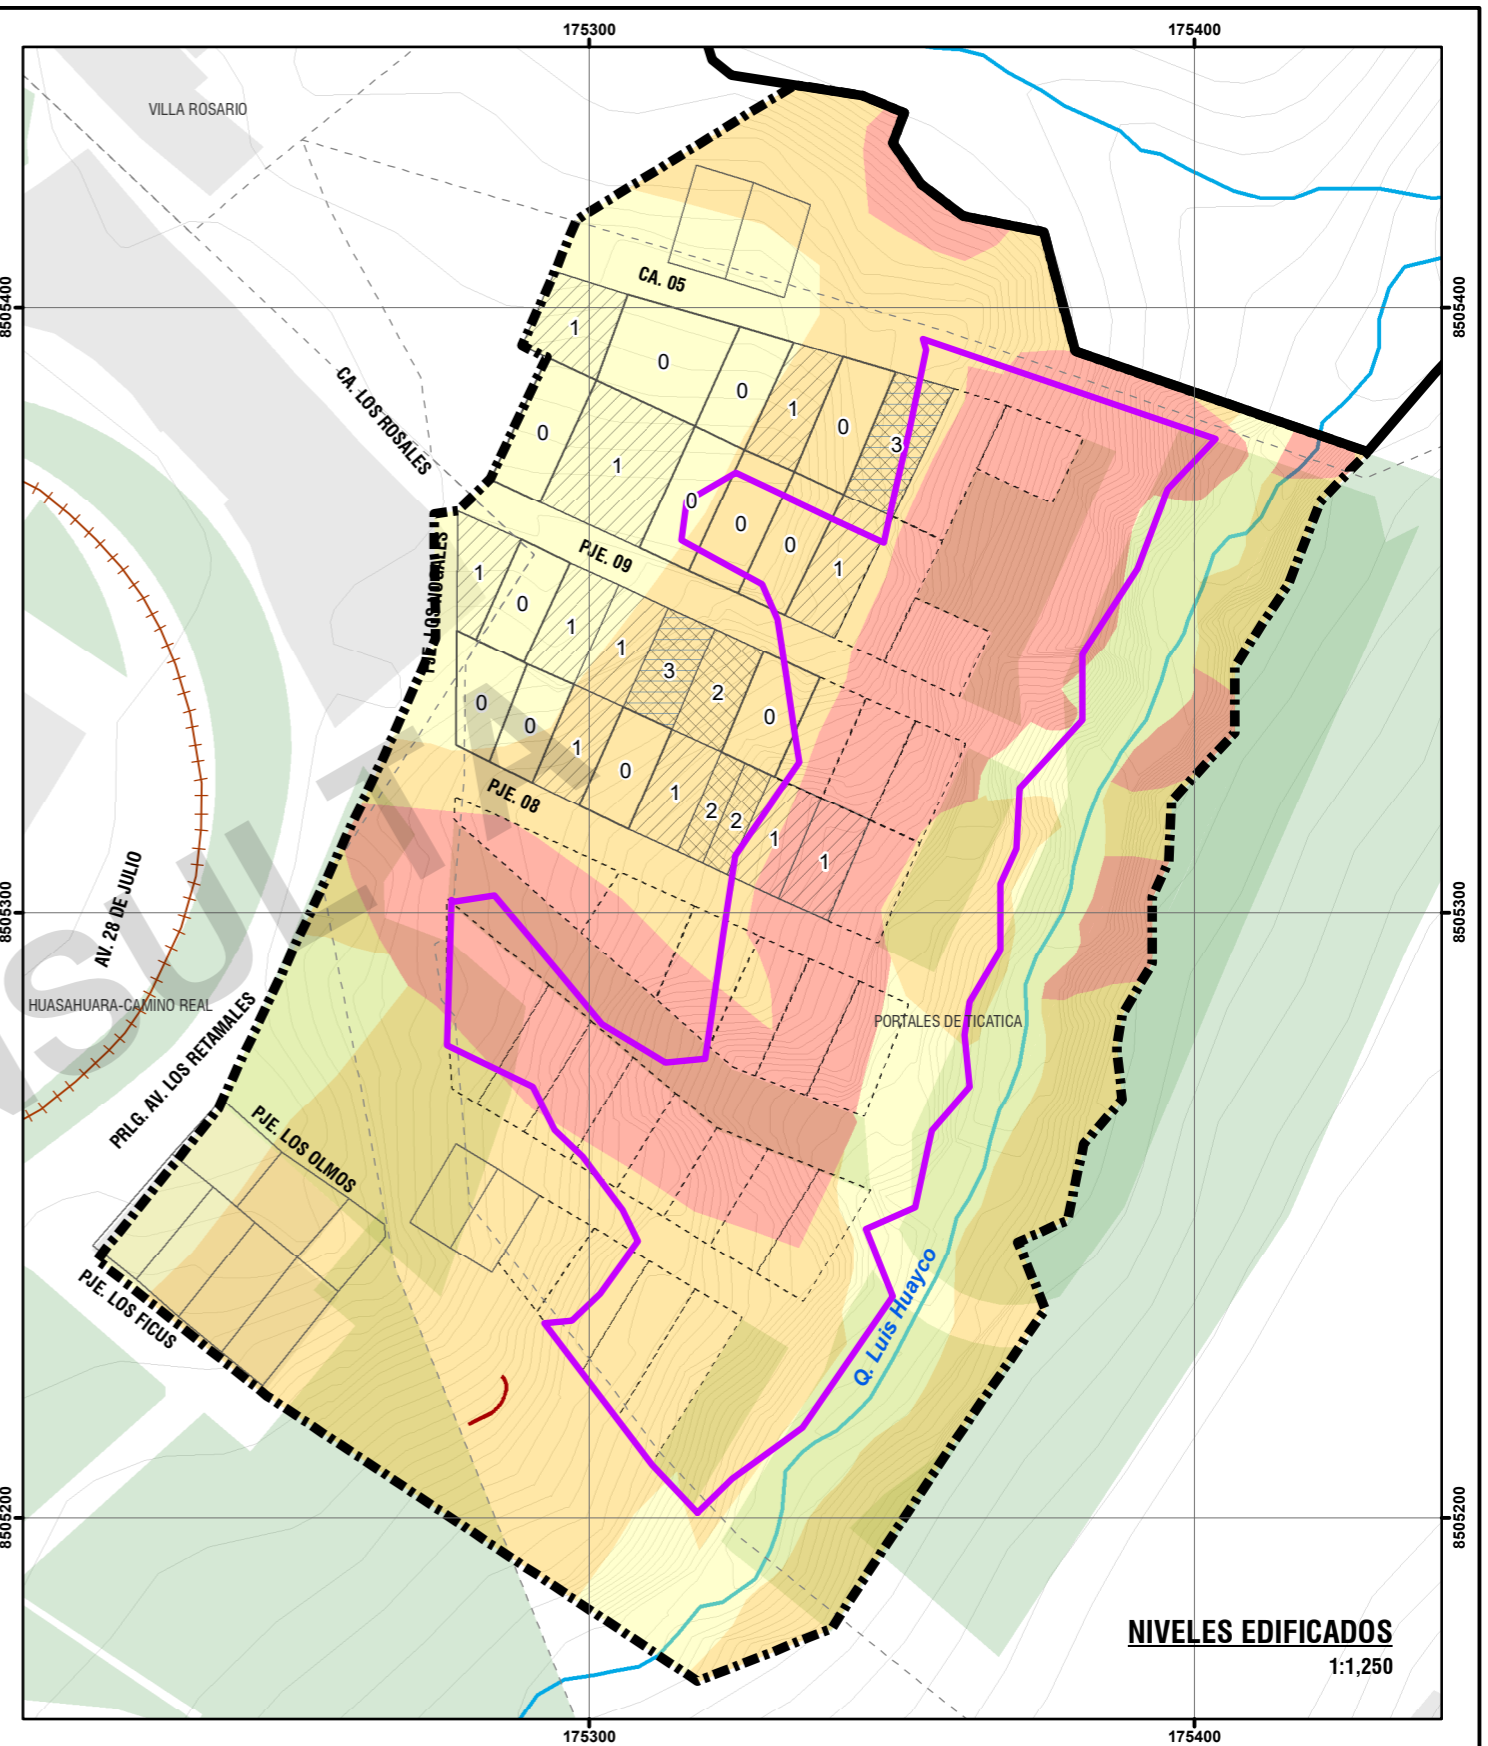 175300
175400
VILLA ROSARIO
CA. 05
8505400
8505400
1
0
0
1
0
3
CA. LOS ROSALES
0
1
0
0
0
1
PJE. 09
PJE. LOS NOGALES
1
0
1
1
3
2
0
0
0
1
0
1
2
2
1
1
PJE. 08
AV. 28 DE JULIO
8505300
8505300
SULTA
HUASAHUARA-CAMINO REAL
PORTALES DE TICATICA
PRLG. AV. LOS RETAMALES
PJE. LOS OLMOS
PJE. LOS FICUS
Q. Luis Huayco
8505200
8505200
NIVELES EDIFICADOS
1:1,250
175300
175400